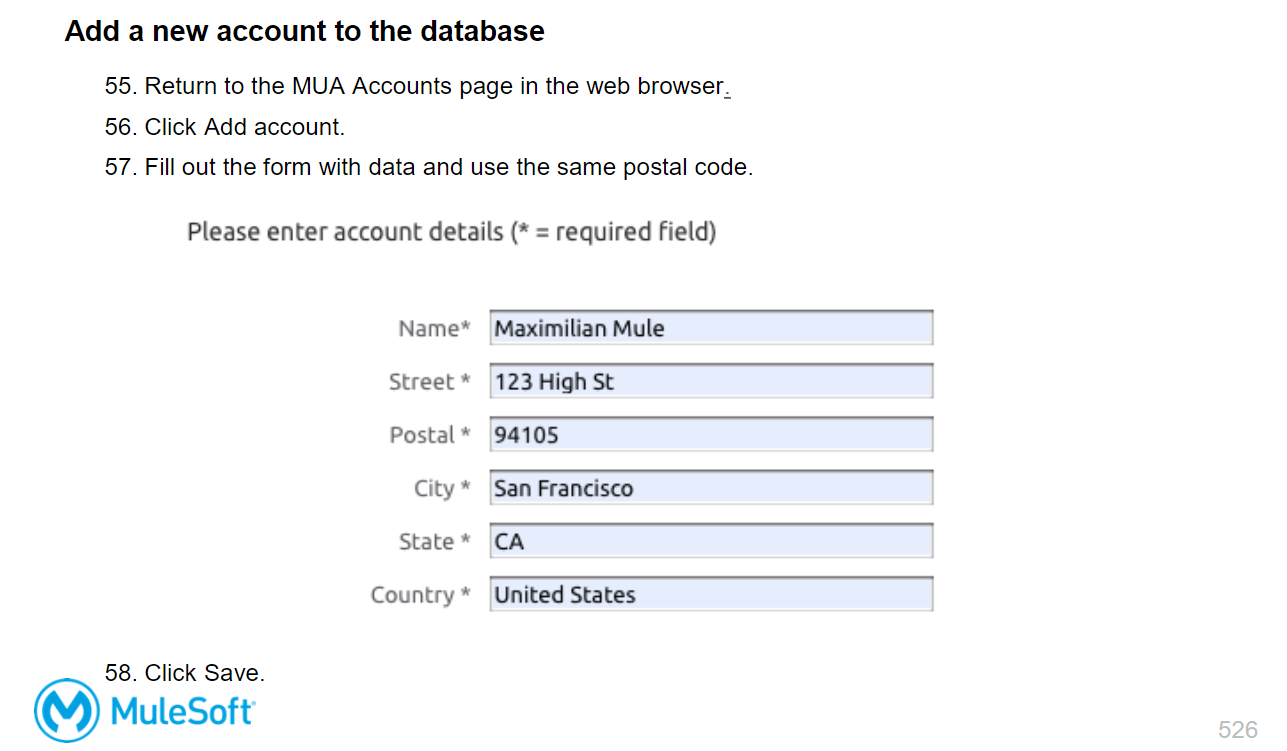 Add a new account to the database
55. Return to the MUA Accounts page in the web browser.
56. Click Add account.
57. Fill out the form with data and use the same postal code.
Please enter account details (* = required field)
Name* Maximilian Mule
Street * 123 High St
Postal * 94105
City * San Francisco
State * CA
Country * United States
58. Click Save.
MuleSoft
526